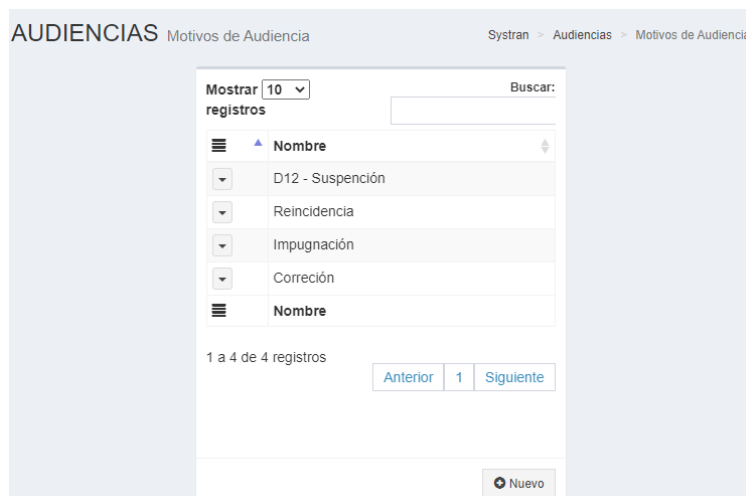 AUDIENCIAS Motivos de Audiencia
Systran > Audiencias > Motivos de Audiencia
Mostrar 10 registros
Buscar:
Nombre
D12 - Suspención
Reincidencia
Impugnación
Correción
Nombre
1 a 4 de 4 registros
Anterior 1 Siguiente
Nuevo